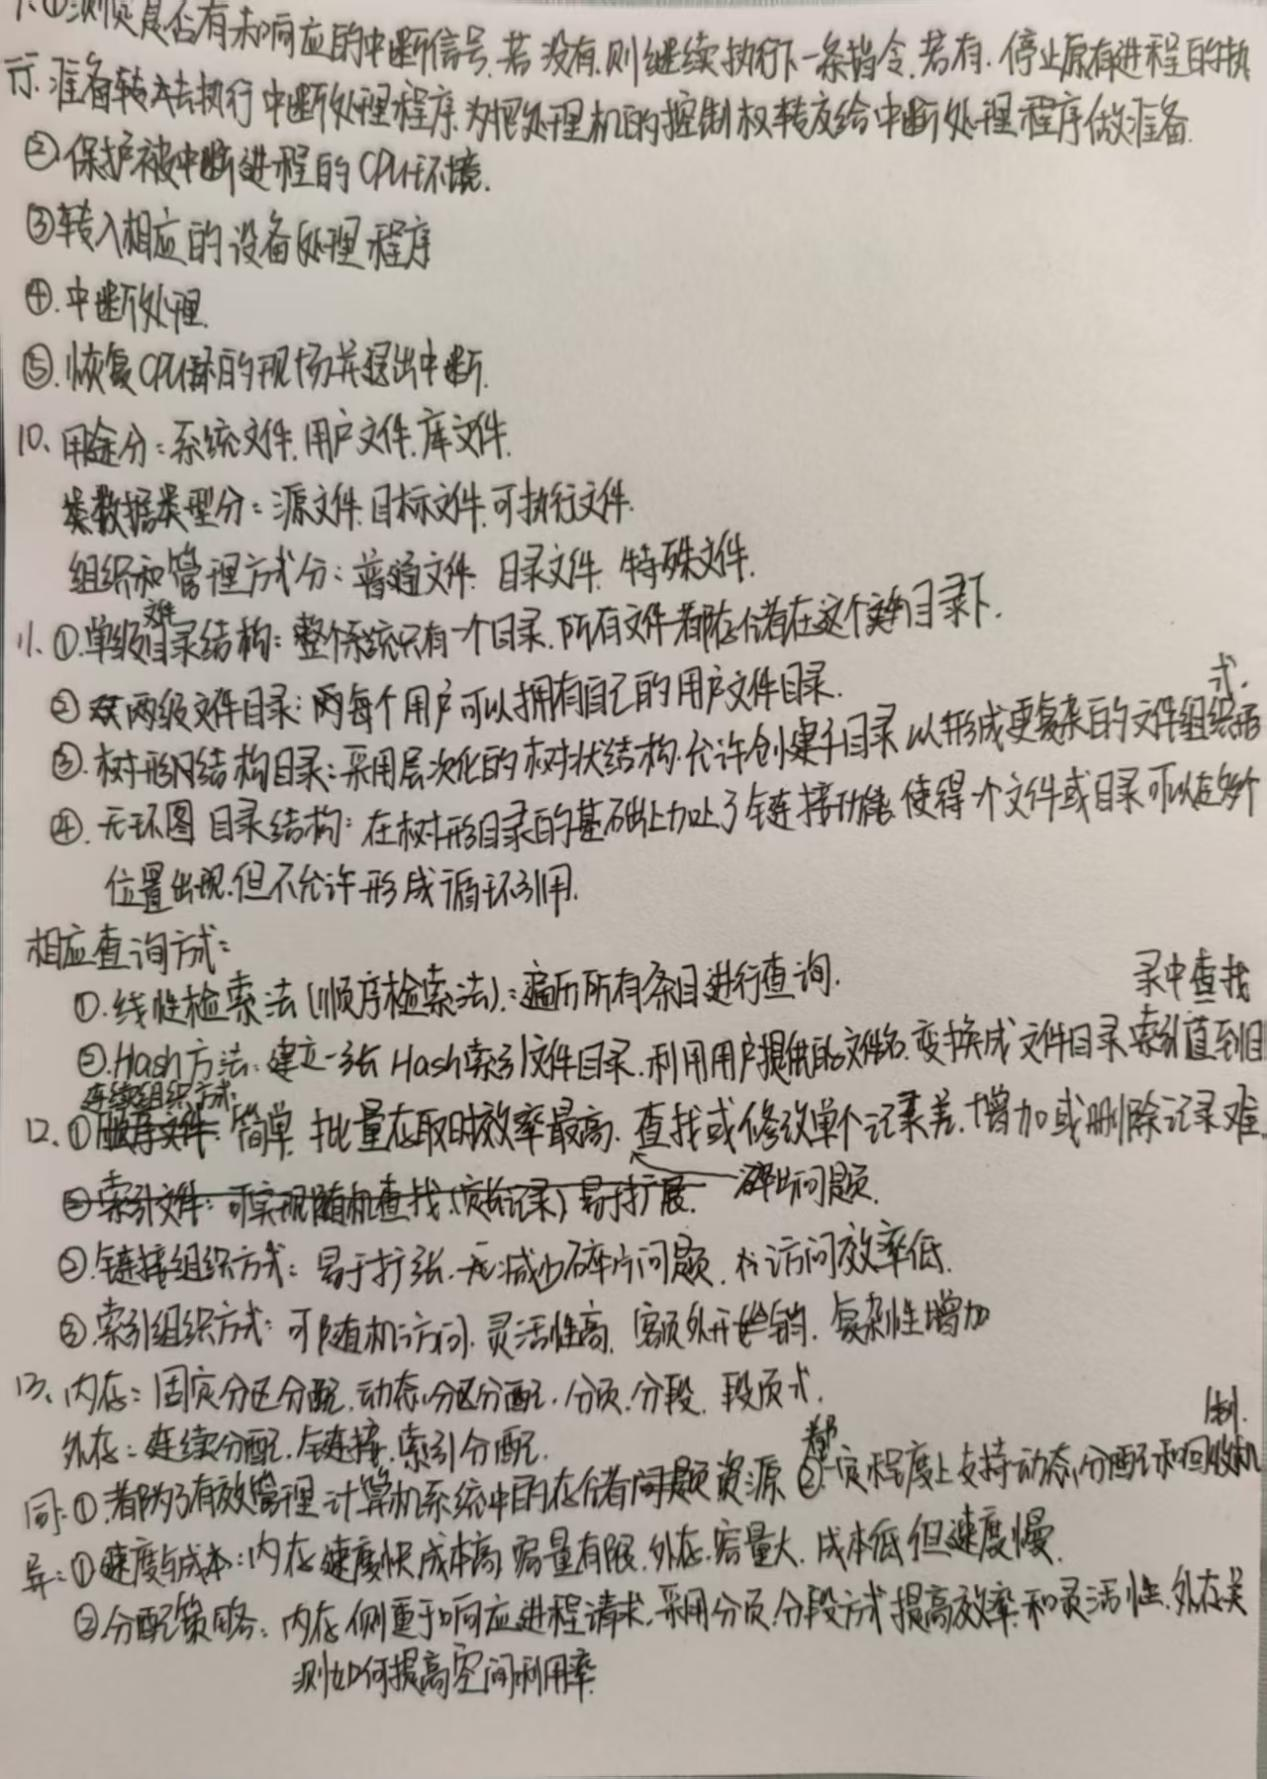 1.①测定是否有未响应的中断信号.若没有.则继续执行下一条指令.若有.停止原有进程的执
行.准备转去执行中断处理程序.为把处理机的控制权转交给中断处理程序做准备.
②保护被中断进程的CPU环境.
③转入相应的设备处理程序
④.中断处理.
⑤.恢复CPU的现场并退出中断.
10、用途分:系统文件.用户文件.库文件.
数据类型分:源文件.目标文件.可执行文件.
组织和管理方式分:普通文件.目录文件.特殊文件.
11.①.单级文件目录结构:整个系统只有一个目录.所有文件都存储在这个目录下.
②两级文件目录:每个用户可以拥有自己的用户文件目录.
③.树形结构目录:采用层次化的树状结构.允许创建子目录以形成更复杂的文件组织形式.
④.无环图目录结构:在树形目录的基础上加上了链接功能.使得一个文件或目录可以在多个
位置出现.但不允许形成循环引用.
相应查询方式:
①.线性检索法(顺序检索法).:遍历所有条目进行查询.
②.Hash方法:建立一张Hash索引文件目录.利用用户提供的文件名.变换成文件目录索引值到目录中查找
12.①连续组织方式:简单.批量存取时效率最高.碎片问题.查找或修改单个记录差.增加或删除记录难.
②索引文件:可实现随机查找.(定长记录)易于扩展.
②.链接组织方式:易于扩张.减少碎片问题.访问效率低.
③.索引组织方式:可随机访问.灵活性高.额外开销.复杂性增加
13、内存:固定分区分配.动态分区分配.分页.分段.段页式.
外存:连续分配.链接.索引分配.
同:①.都为了有效管理计算机系统中的存储资源②.都一定程度上支持动态分配和回收机制.
异:①速度与成本:内存速度快成本高容量有限.外存.容量大.成本低但速度慢.
②分配策略:内存侧重于响应进程请求.采用分页.分段方式提高效率和灵活性.外存关
测如何提高空间利用率.